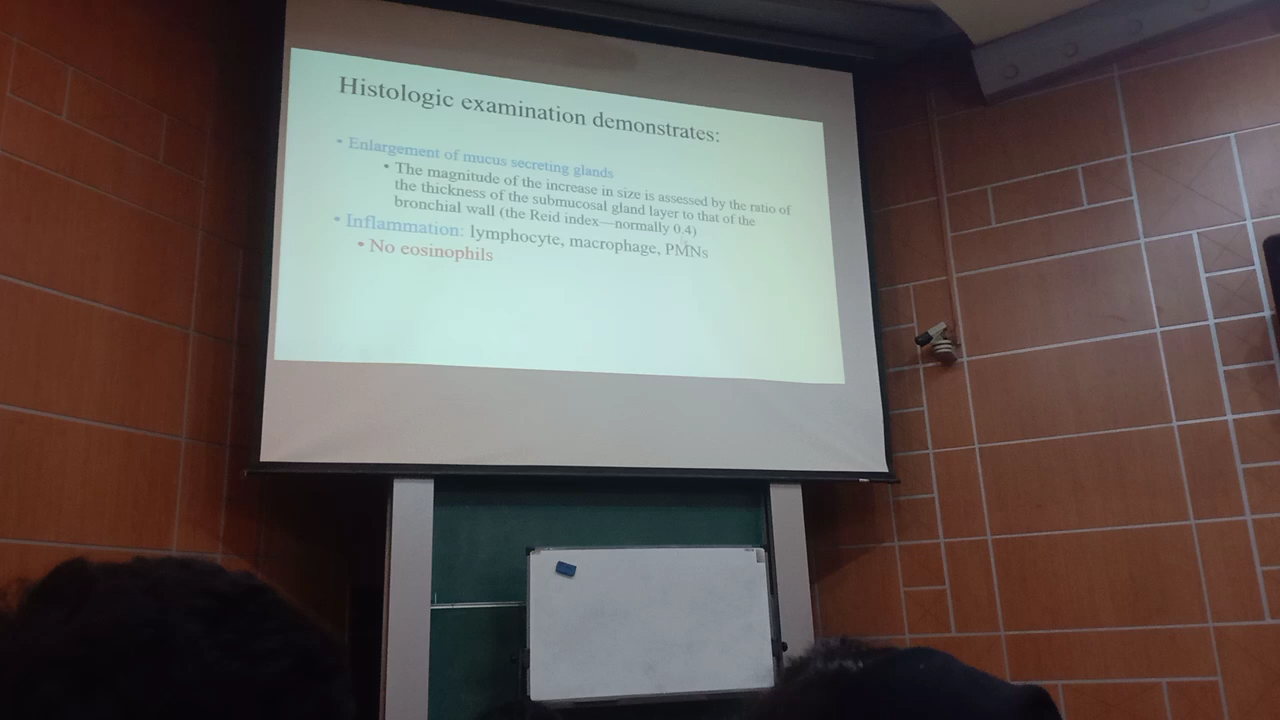 Histologic examination demonstrates:
• Enlargement of mucus secreting glands
• The magnitude of the increase in size is assessed by the ratio of
the thickness of the submucosal gland layer to that of the
bronchial wall (the Reid index—normally 0.4)
• Inflammation: lymphocyte, macrophage, PMNs
• No eosinophils